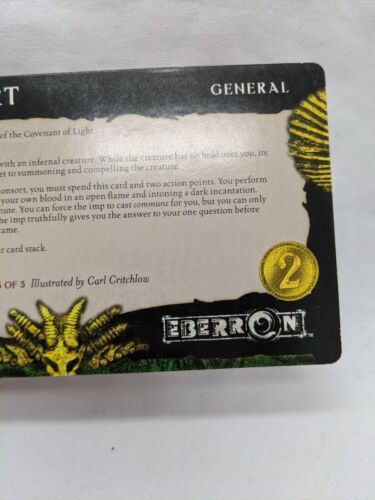 RT GENERAL
of the Covenant of Light
with an infernal creature. While the creature has no hold over you, its
et to summoning and compelling the creature.
onsort, you must spend this card and two action points. You perform
your own blood in an open flame and intoning a dark incantation.
nute. You can force the imp to cast commune for you, but you can only
the imp truthfully gives you the answer to your one question before
came.
r card stack.
OF 5 Illustrated by Carl Critchlow
2
EBERRON